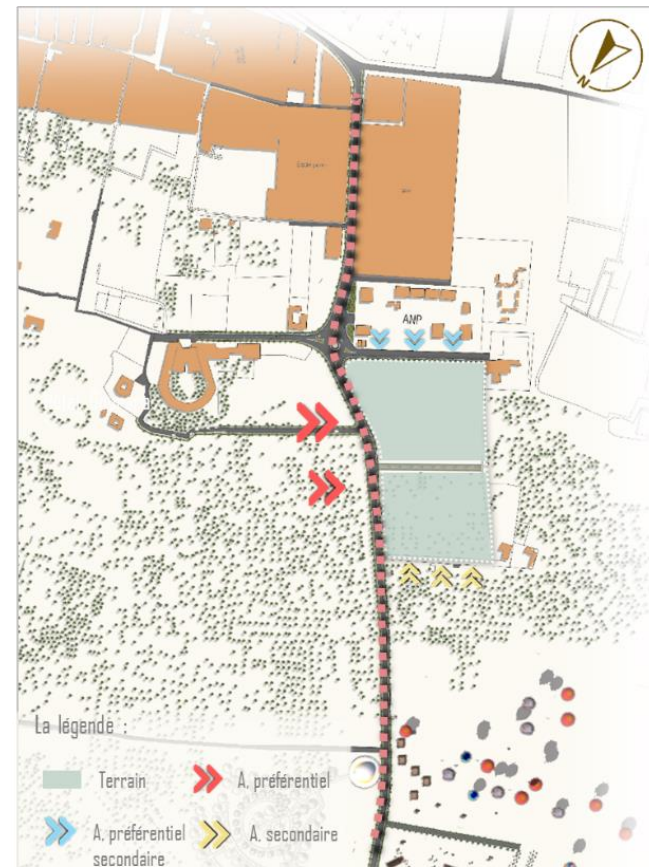 N
ANP
La légende :
Terrain
A. préférentiel
A. préférentiel
secondaire
A. secondaire